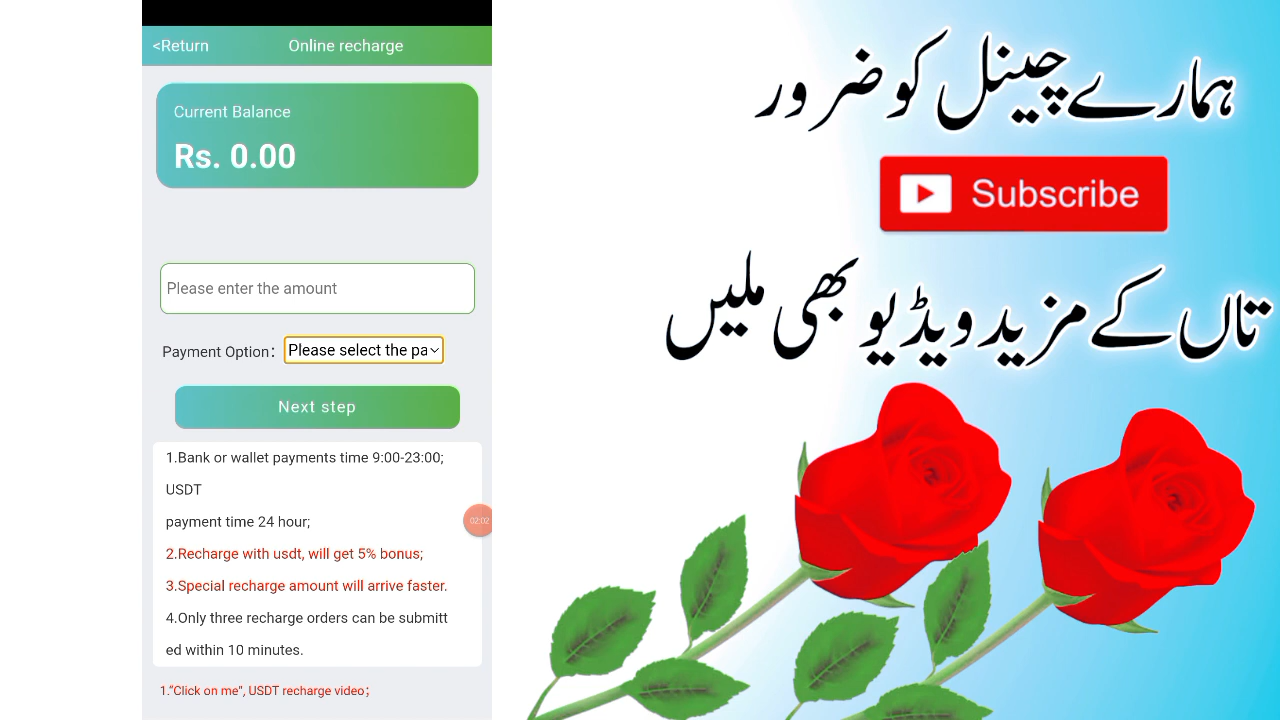 <Return Online recharge
Current Balance
Rs. 0.00
Please enter the amount
Payment Option: Please select the pa
Next step
1.Bank or wallet payments time 9:00-23:00;
USDT
payment time 24 hour;
2.Recharge with usdt, will get 5% bonus;
3.Special recharge amount will arrive faster.
4.Only three recharge orders can be submitt
ed within 10 minutes.
1."Click on me", USDT recharge video;
02:02
ہمارے چینل کو ضرور
Subscribe
تاں کے مزید ویڈیو بھی ملیں